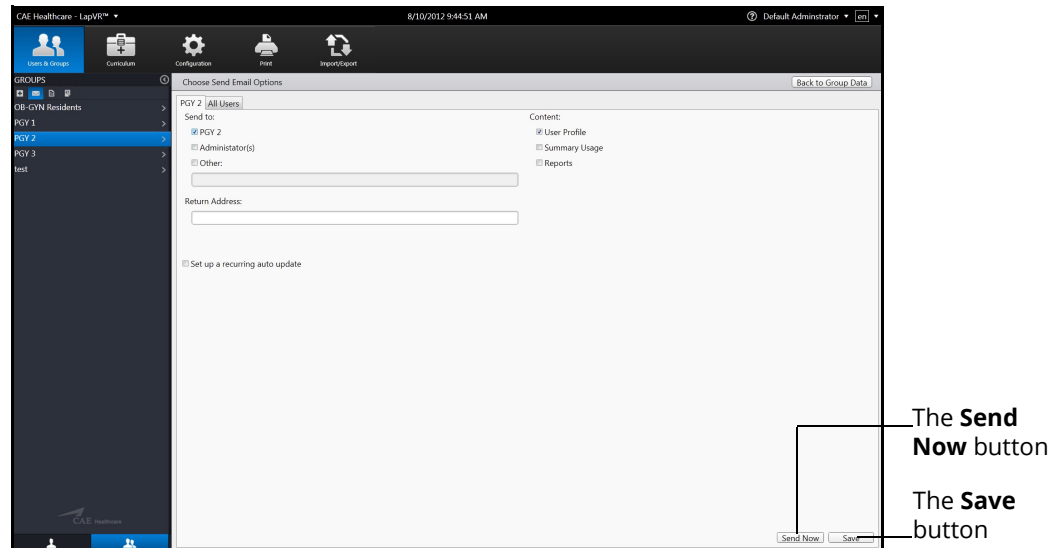 CAE Healthcare - LapVR™ ▾ 8/10/2012 9:44:51 AM ? Default Adminstrator ▾ en ▾
Users & Groups Curriculum Configuration Print Import/Export
GROUPS
Choose Send Email Options Back to Group Data
OB-GYN Residents >
PGY 1 >
PGY 2 >
PGY 3 >
test >
PGY 2 All Users
Send to: Content:
PGY 2 User Profile
Administator(s) Summary Usage
Other: Reports
Return Address:
Set up a recurring auto update
The Send
Now button
The Save
button
CAE Healthcare
Send Now Save